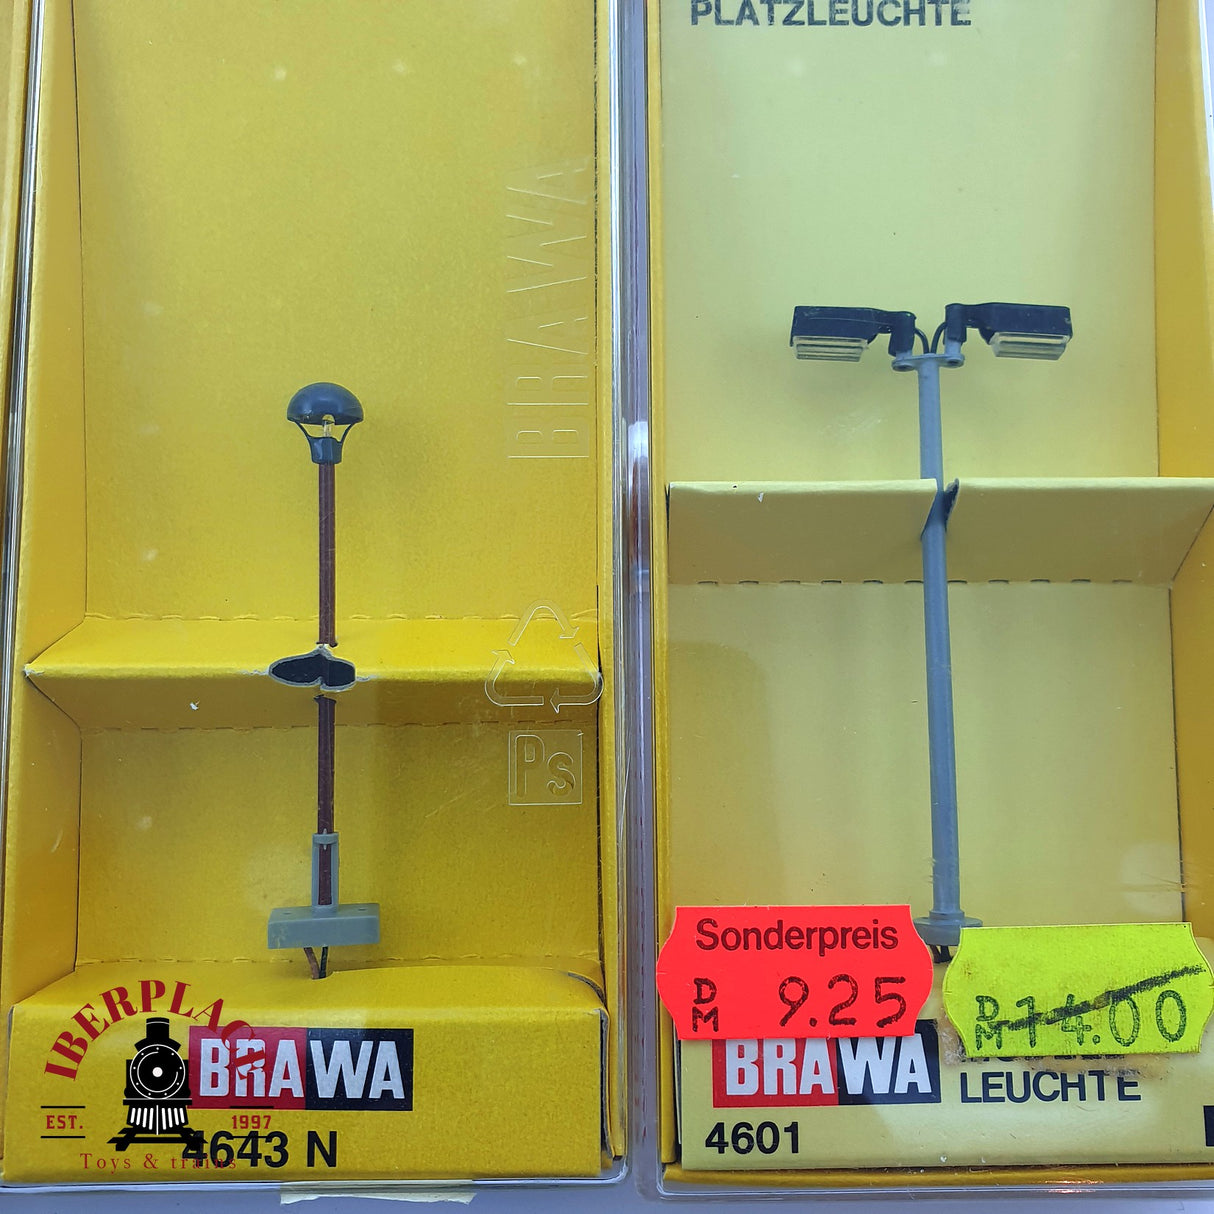 PLATZLEUCHTE
BRAWA
Ps
Sonderpreis
DM 9.25
DM 14.00
BRAWA
4643 N
BRAWA
LEUCHTE
4601
IBERPLAC
EST. 1997
Toys & trains